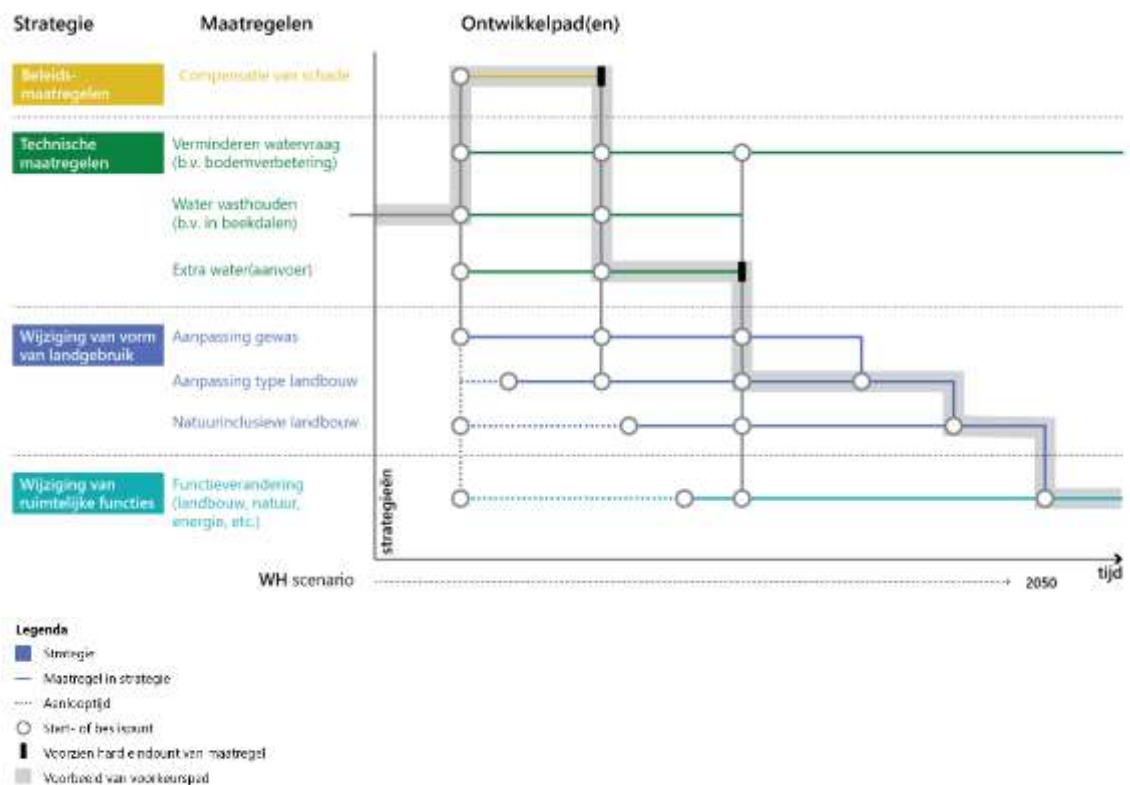 Strategie
Maatregelen
Ontwikkelpad(en)
Beleids-
maatregelen
Compensatie van schade
Technische
maatregelen
Verminderen watervraag
(b.v. bodemverbetering)
Water vasthouden
(b.v. in beekdalen)
Extra water(aanvoer)
Wijziging van vorm
van landgebruik
Aanpassing gewas
Aanpassing type landbouw
Natuurinclusieve landbouw
Wijziging van
ruimtelijke functies
Functieverandering
(landbouw, natuur,
energie, etc.)
strategieën
tijd
WH scenario
2050
Legenda
Strategie
Maatregel in strategie
Aanlooptijd
Start- of beslispunt
Voorzien hard eindpunt van maatregel
Voorbeeld van voorkeurspad